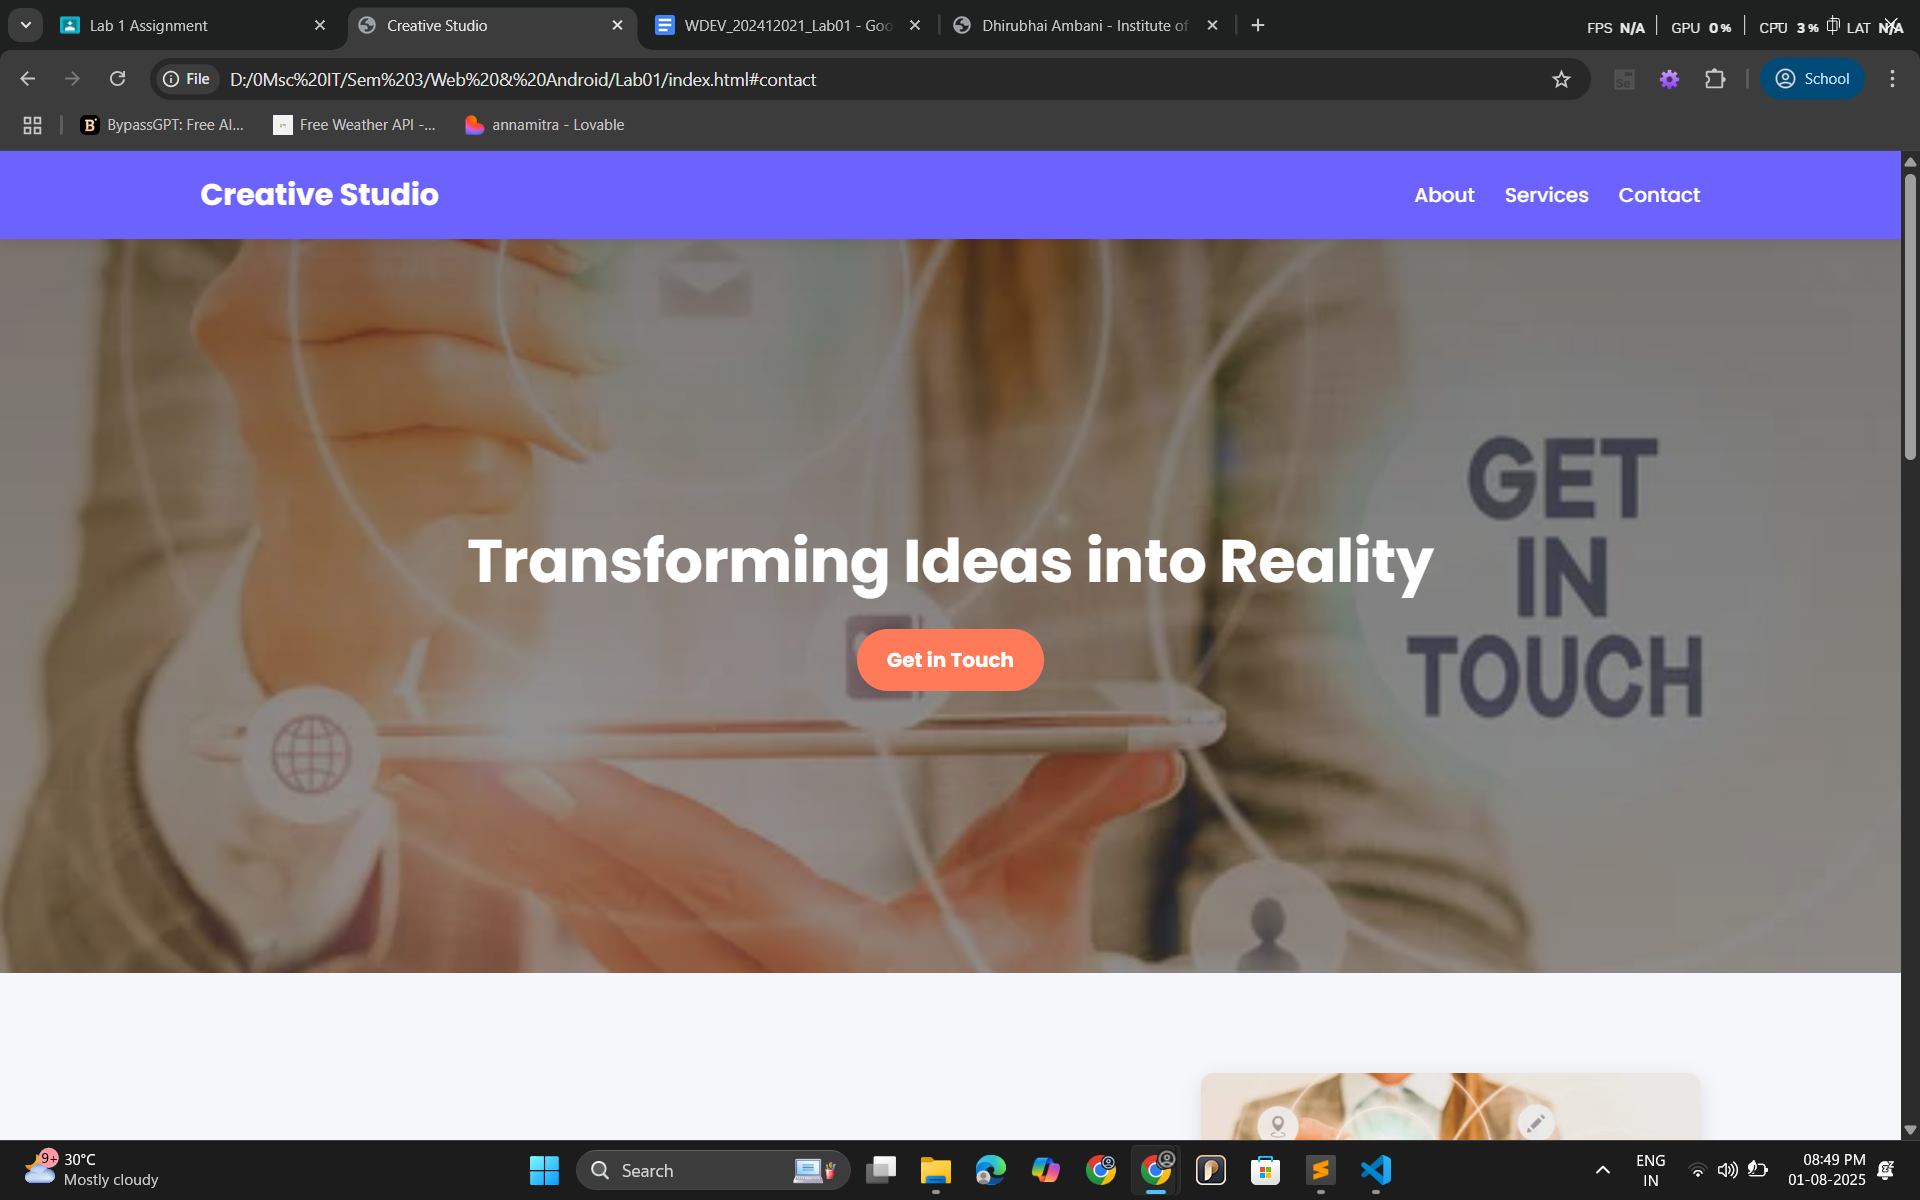 Lab 1 Assignment
Creative Studio
WDEV_202412021_Lab01 - Goo
Dhirubhai Ambani - Institute of
FPS N/A GPU 0% CPU 3% LAT N/A
File
D:/0Msc%20IT/Sem%203/Web%20&%20Android/Lab01/index.html#contact
Se
School
BypassGPT: Free AI...
Free Weather API -...
annamitra - Lovable
Creative Studio
About Services Contact
GET
IN
TOUCH
Transforming Ideas into Reality
Get in Touch
9+
30°C
Mostly cloudy
Search
ENG
IN
08:49 PM
01-08-2025